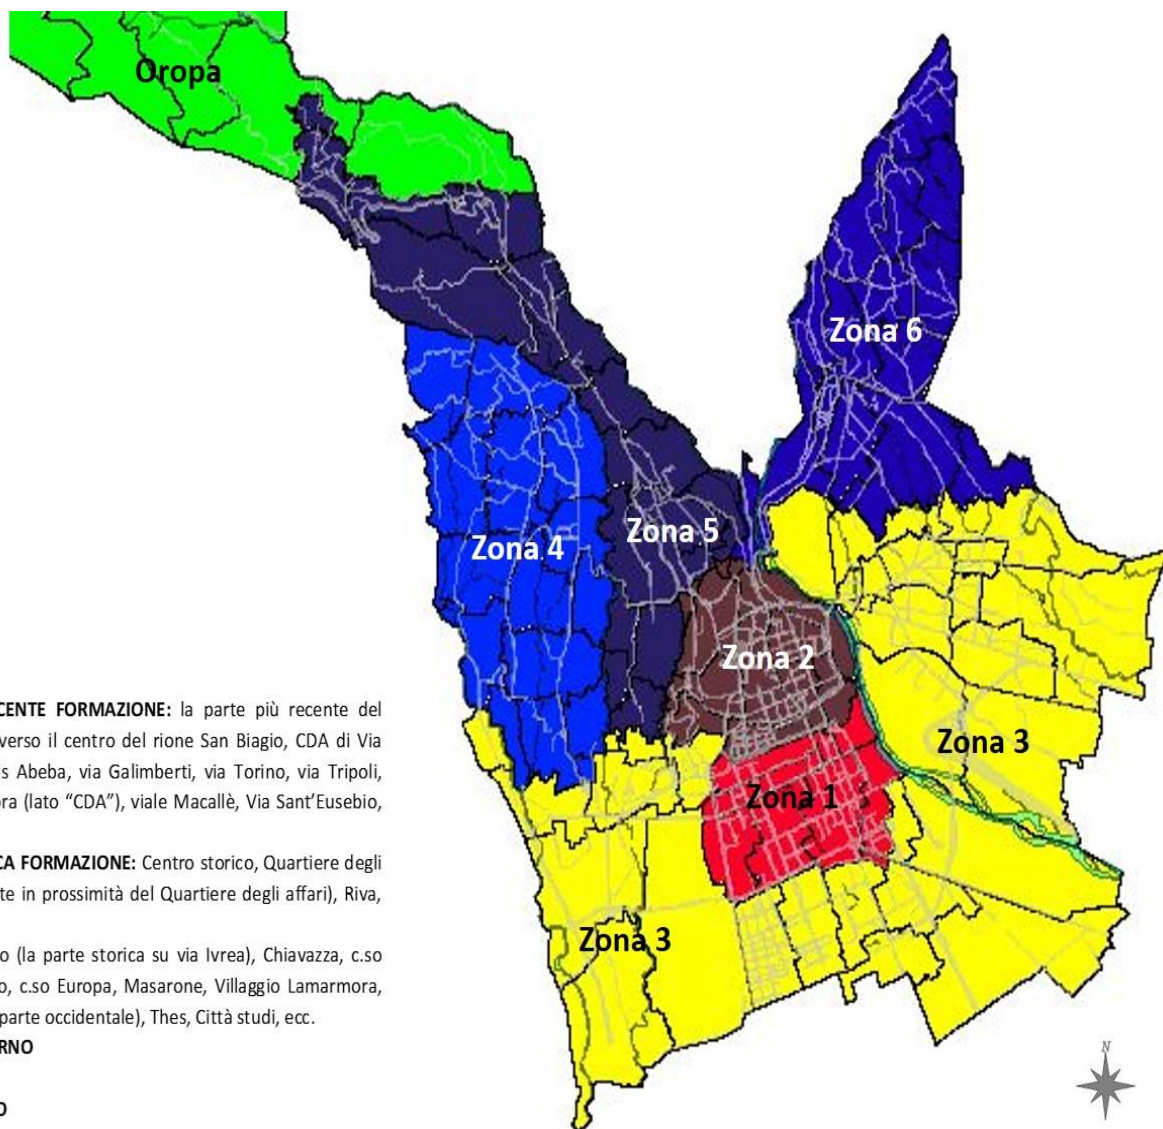 Oropa
Zona 6
Zona 4
Zona 5
Zona 2
Zona 3
Zona 1
Zona 3
CENTE FORMAZIONE: la parte più recente del
verso il centro del rione San Biagio, CDA di Via
is Abeba, via Galimberti, via Torino, via Tripoli,
ora (lato “CDA”), viale Macallè, Via Sant’Eusebio,
CA FORMAZIONE: Centro storico, Quartiere degli
te in prossimità del Quartiere degli affari), Riva,
o (la parte storica su via Ivrea), Chiavazza, c.so
o, c.so Europa, Masarone, Villaggio Lamarmora,
parte occidentale), Thes, Città studi, ecc.
RNO
O
N